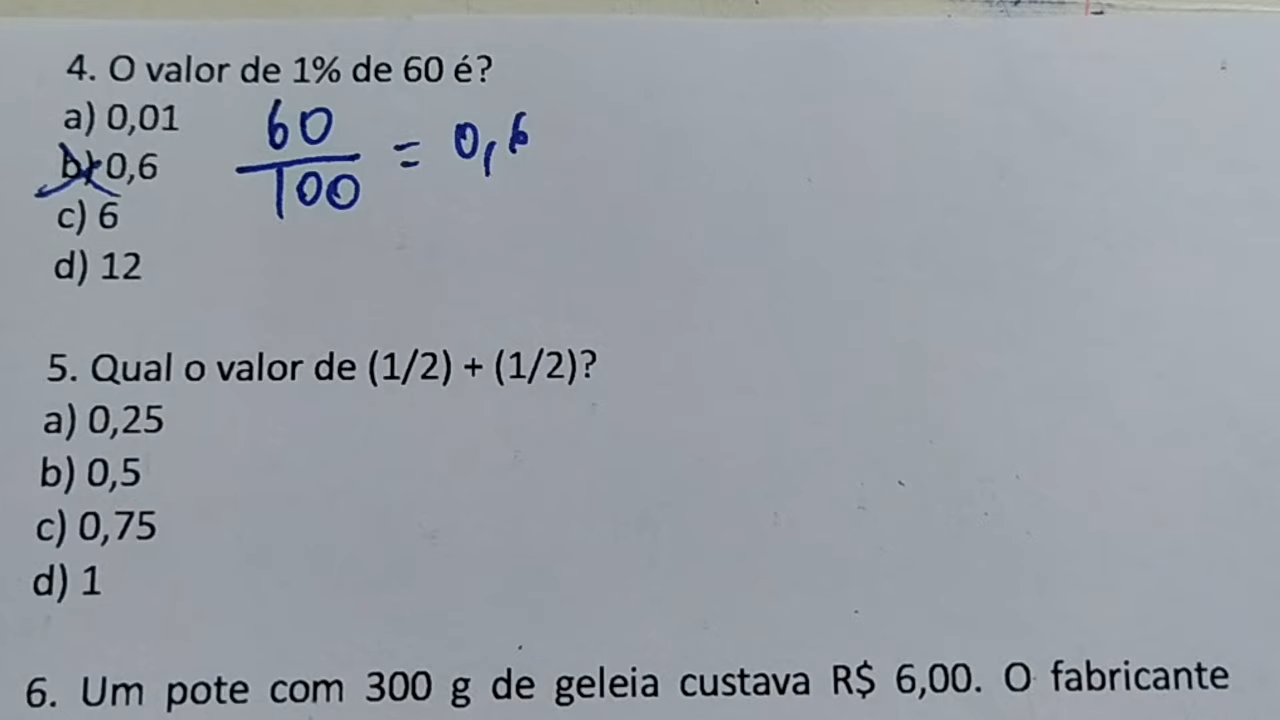 4. O valor de 1% de 60 é?
a) 0,01
b) 0,6
c) 6
d) 12
60
100
= 0,6
5. Qual o valor de (1/2) + (1/2)?
a) 0,25
b) 0,5
c) 0,75
d) 1
6. Um pote com 300 g de geleia custava R$ 6,00. O fabricante